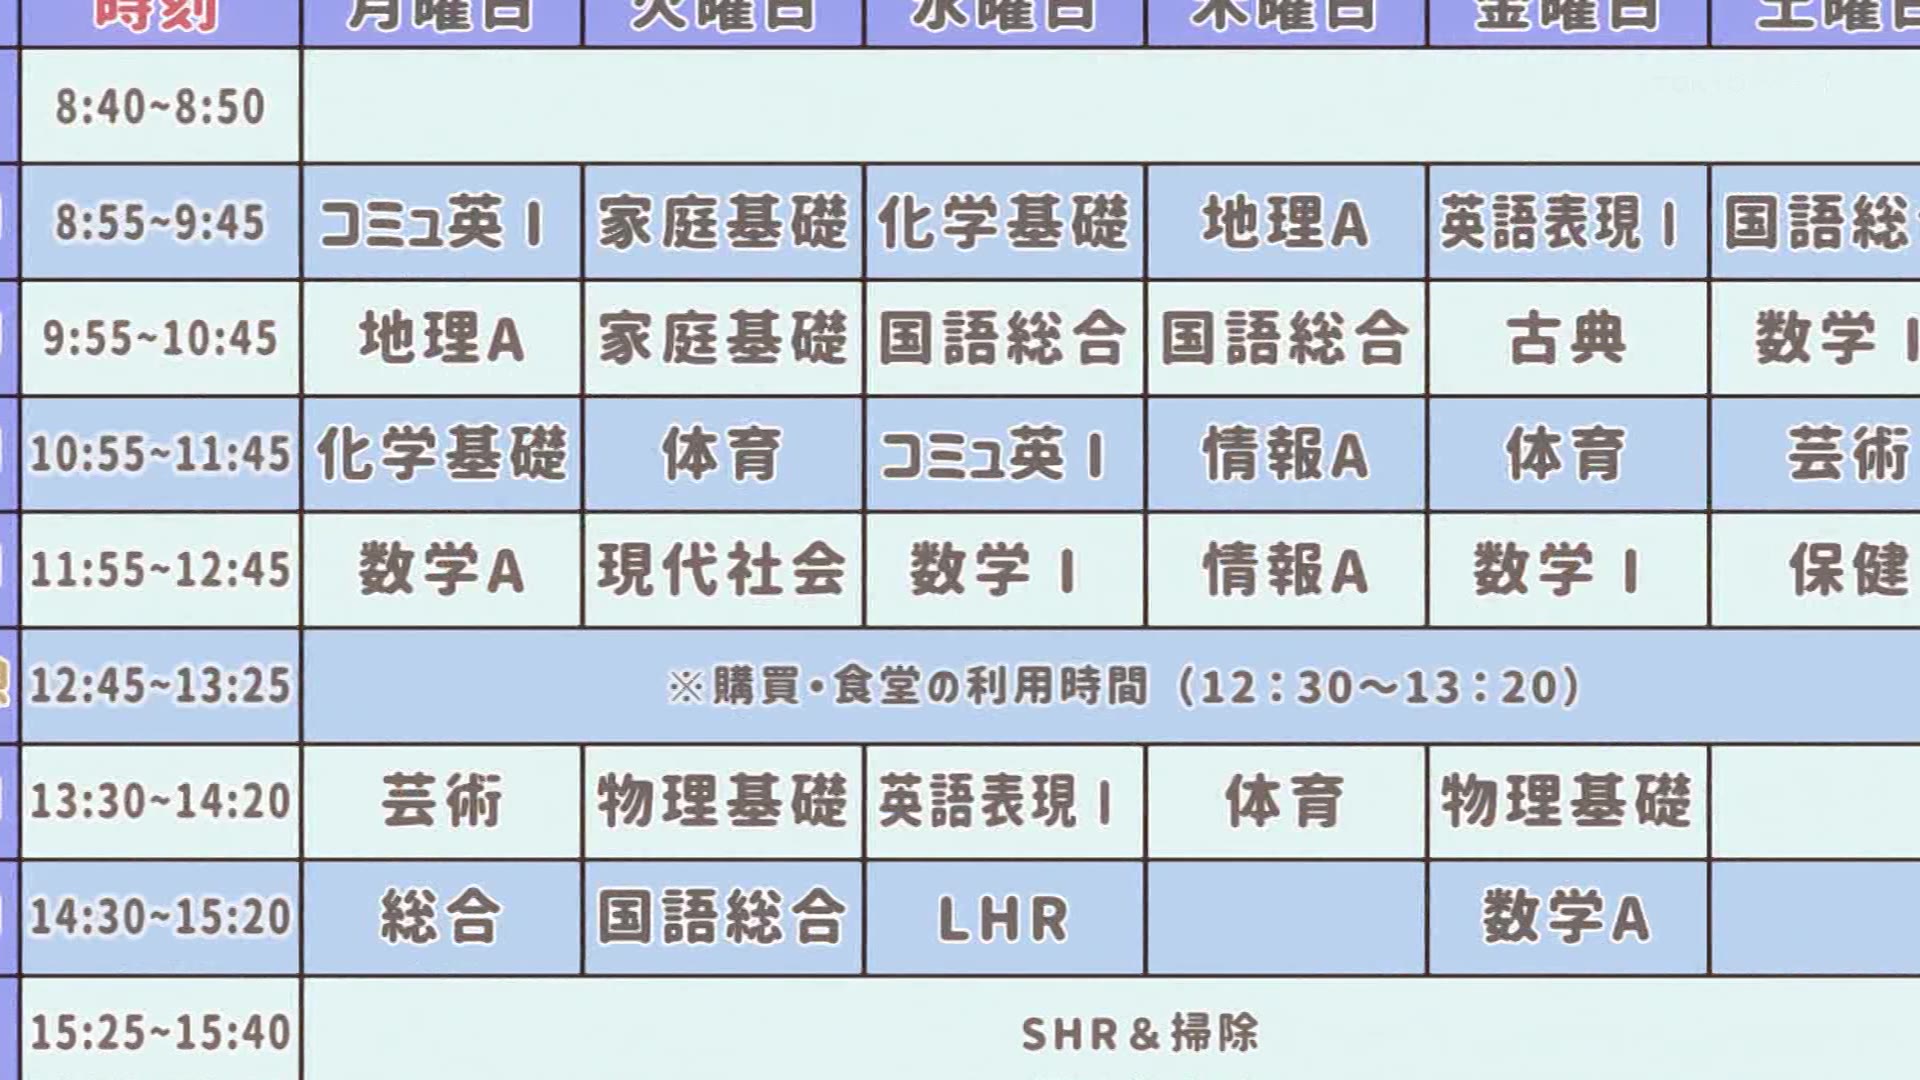 時刻 月曜日 火曜日 水曜日 木曜日 金曜日 土曜日
8:40~8:50
8:55~9:45 コミュ英Ⅰ 家庭基礎 化学基礎 地理A 英語表現Ⅰ 国語総
9:55~10:45 地理A 家庭基礎 国語総合 国語総合 古典 数学Ⅰ
10:55~11:45 化学基礎 体育 コミュ英Ⅰ 情報A 体育 芸術
11:55~12:45 数学A 現代社会 数学Ⅰ 情報A 数学Ⅰ 保健
12:45~13:25 ※購買・食堂の利用時間（12：30～13：20）
13:30~14:20 芸術 物理基礎 英語表現Ⅰ 体育 物理基礎
14:30~15:20 総合 国語総合 LHR 数学A
15:25~15:40 SHR＆掃除